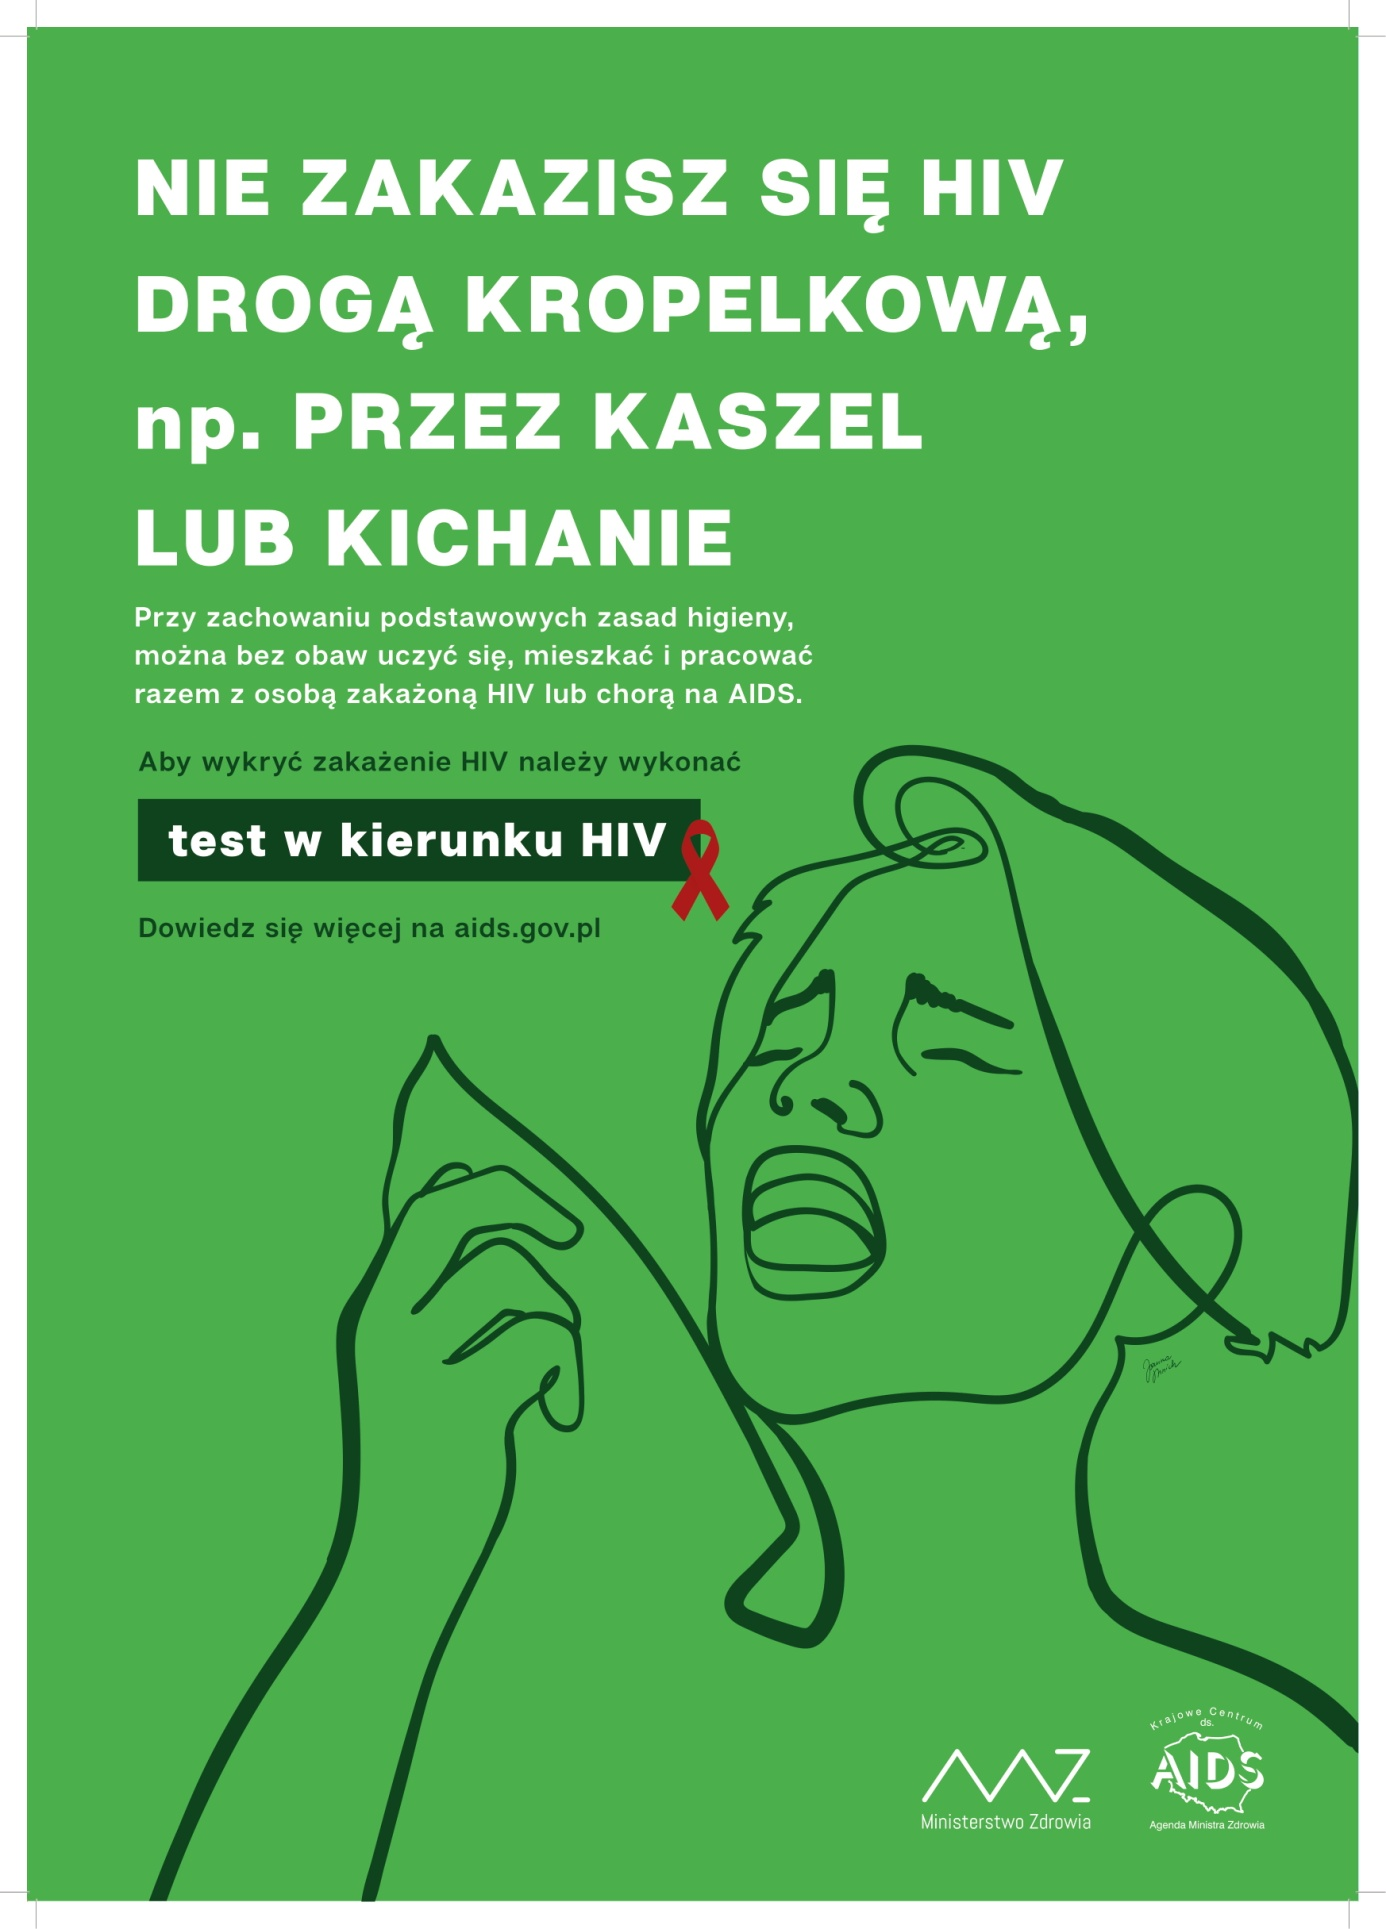 NIE ZAKAZISZ SIĘ HIV
DROGĄ KROPELKOWĄ,
np. PRZEZ KASZEL
LUB KICHANIE
Przy zachowaniu podstawowych zasad higieny,
można bez obaw uczyć się, mieszkać i pracować
razem z osobą zakażoną HIV lub chorą na AIDS.
Aby wykryć zakażenie HIV należy wykonać
test w kierunku HIV
Dowiedz się więcej na aids.gov.pl
MZ
Ministerstwo Zdrowia
Krajowe Centrum
ds.
AIDS
Agenda Ministra Zdrowia